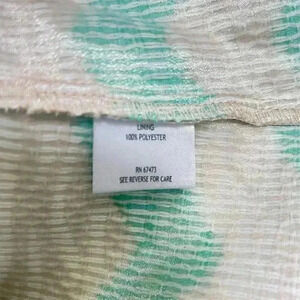 LINING
100% POLYESTER
RN 67473
SEE REVERSE FOR CARE